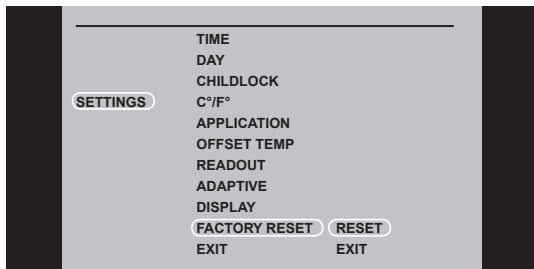 TIME
DAY
CHILDLOCK
SETTINGS C°/F°
APPLICATION
OFFSET TEMP
READOUT
ADAPTIVE
DISPLAY
FACTORY RESET RESET
EXIT EXIT